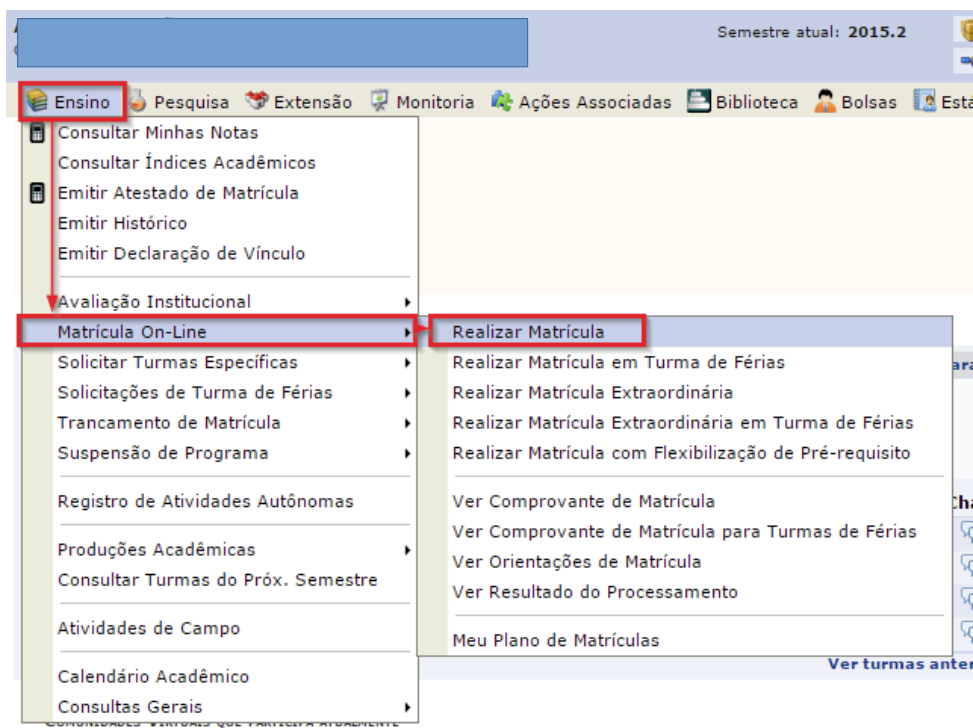 Semestre atual: 2015.2
Ensino Pesquisa Extensão Monitoria Ações Associadas Biblioteca Bolsas
Consultar Minhas Notas
Consultar Índices Acadêmicos
Emitir Atestado de Matrícula
Emitir Histórico
Emitir Declaração de Vínculo
Avaliação Institucional
Matrícula On-Line
Solicitar Turmas Específicas
Solicitações de Turma de Férias
Trancamento de Matrícula
Suspensão de Programa
Registro de Atividades Autônomas
Produções Acadêmicas
Consultar Turmas do Próx. Semestre
Atividades de Campo
Calendário Acadêmico
Consultas Gerais
Realizar Matrícula
Realizar Matrícula em Turma de Férias
Realizar Matrícula Extraordinária
Realizar Matrícula Extraordinária em Turma de Férias
Realizar Matrícula com Flexibilização de Pré-requisito
Ver Comprovante de Matrícula
Ver Comprovante de Matrícula para Turmas de Férias
Ver Orientações de Matrícula
Ver Resultado do Processamento
Meu Plano de Matrículas
Ver turmas